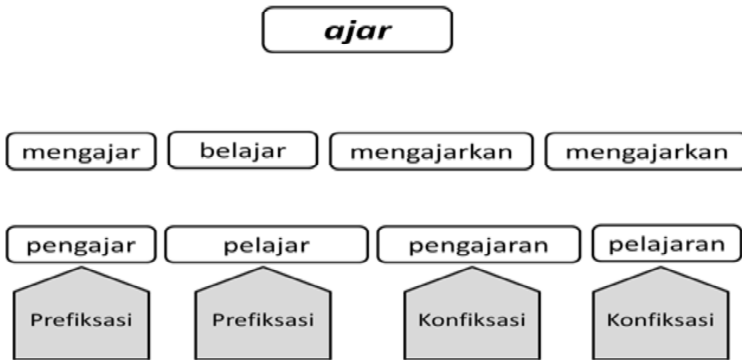 ajar
mengajar belajar mengajarkan mengajarkan
pengajar pelajar pengajaran pelajaran
Prefiksasi Prefiksasi Konfiksasi Konfiksasi